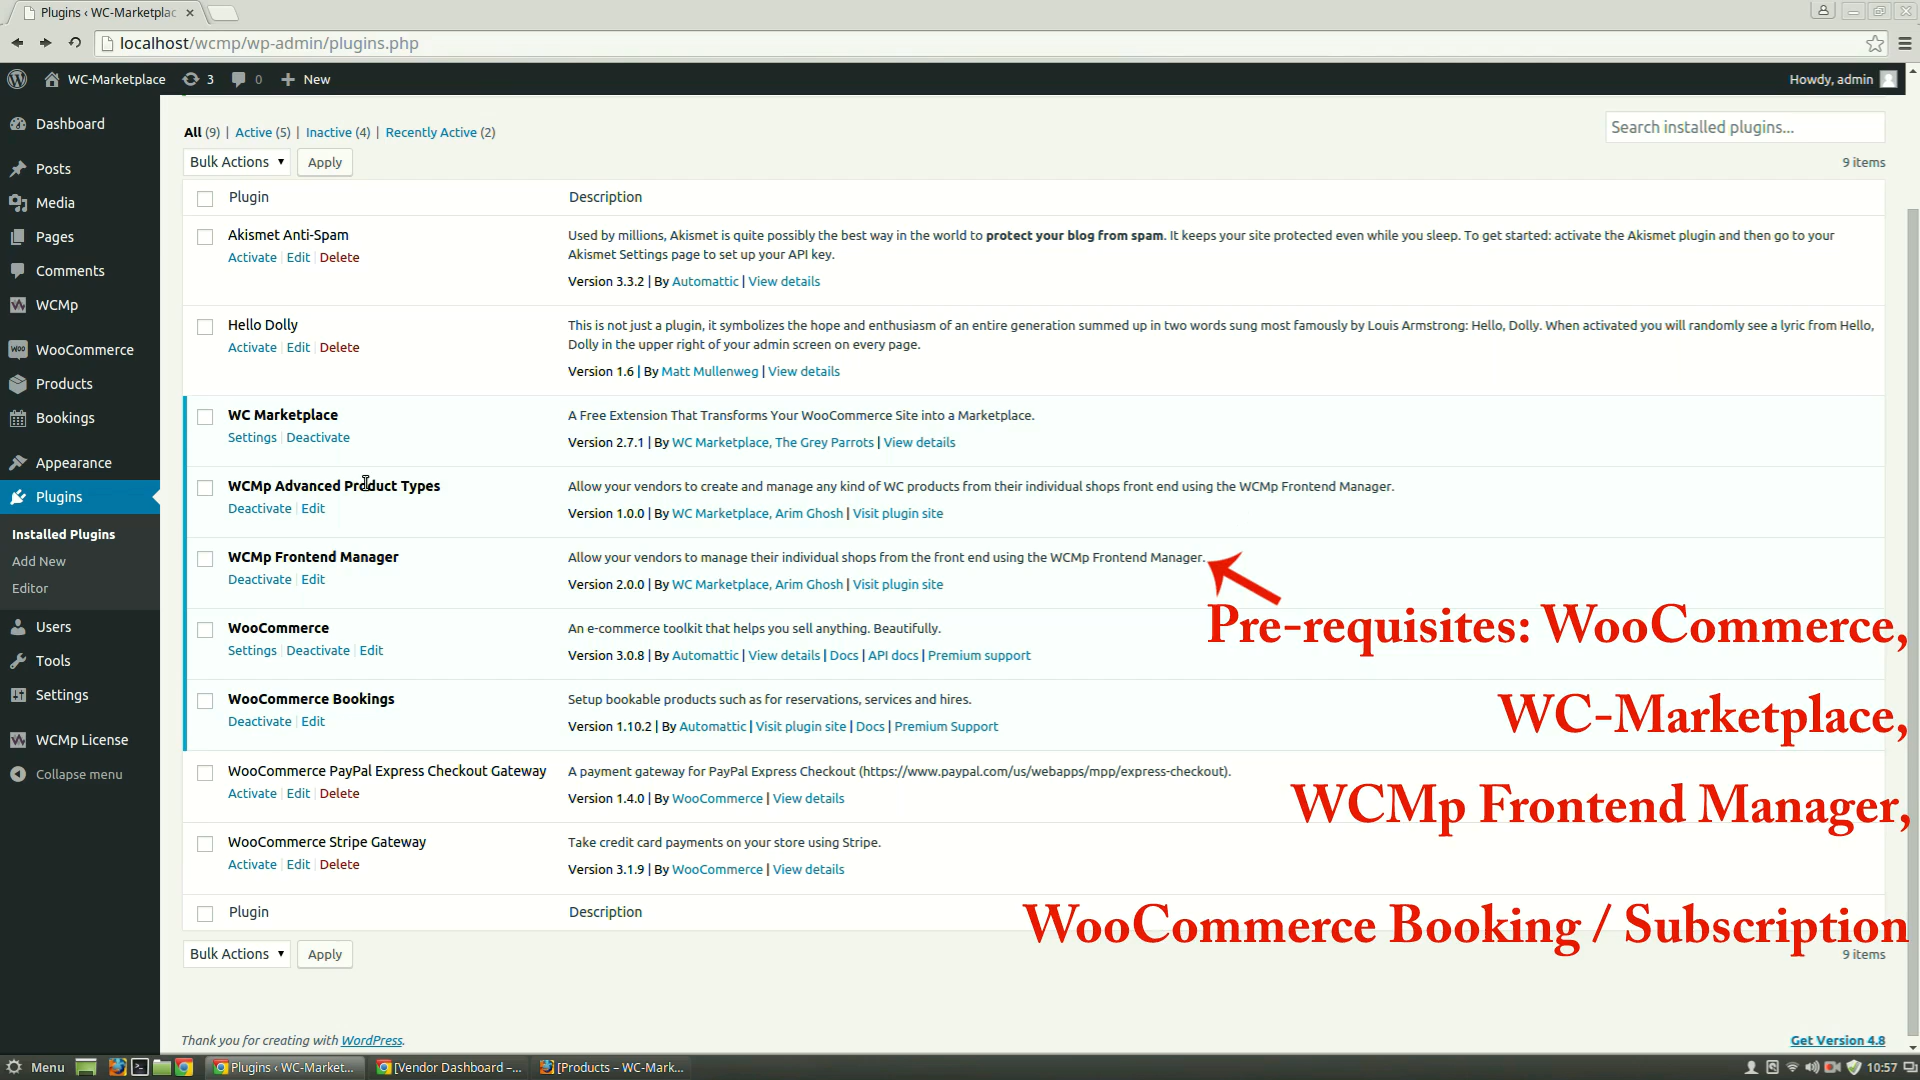 Plugins ‹ WC-Marketplac
localhost/wcmp/wp-admin/plugins.php
WC-Marketplace 3 0 New Howdy, admin
Dashboard
Posts
Media
Pages
Comments
WCMp
WooCommerce
Products
Bookings
Appearance
Plugins
Installed Plugins
Add New
Editor
Users
Tools
Settings
WCMp License
Collapse menu
All (9) | Active (5) | Inactive (4) | Recently Active (2)
Search installed plugins...
Bulk Actions Apply 9 items
Plugin Description
Akismet Anti-Spam
Activate | Edit | Delete
Used by millions, Akismet is quite possibly the best way in the world to protect your blog from spam. It keeps your site protected even while you sleep. To get started: activate the Akismet plugin and then go to your
Akismet Settings page to set up your API key.
Version 3.3.2 | By Automattic | View details
Hello Dolly
Activate | Edit | Delete
This is not just a plugin, it symbolizes the hope and enthusiasm of an entire generation summed up in two words sung most famously by Louis Armstrong: Hello, Dolly. When activated you will randomly see a lyric from Hello,
Dolly in the upper right of your admin screen on every page.
Version 1.6 | By Matt Mullenweg | View details
WC Marketplace
Settings | Deactivate
A Free Extension That Transforms Your WooCommerce Site into a Marketplace.
Version 2.7.1 | By WC Marketplace, The Grey Parrots | View details
WCMp Advanced Product Types
Deactivate | Edit
Allow your vendors to create and manage any kind of WC products from their individual shops front end using the WCMp Frontend Manager.
Version 1.0.0 | By WC Marketplace, Arim Ghosh | Visit plugin site
WCMp Frontend Manager
Deactivate | Edit
Allow your vendors to manage their individual shops from the front end using the WCMp Frontend Manager.
Version 2.0.0 | By WC Marketplace, Arim Ghosh | Visit plugin site
WooCommerce
Settings | Deactivate | Edit
An e-commerce toolkit that helps you sell anything. Beautifully.
Version 3.0.8 | By Automattic | View details | Docs | API docs | Premium support
WooCommerce Bookings
Deactivate | Edit
Setup bookable products such as for reservations, services and hires.
Version 1.10.2 | By Automattic | Visit plugin site | Docs | Premium Support
WooCommerce PayPal Express Checkout Gateway
Activate | Edit | Delete
A payment gateway for PayPal Express Checkout (https://www.paypal.com/us/webapps/mpp/express-checkout).
Version 1.4.0 | By WooCommerce | View details
WooCommerce Stripe Gateway
Activate | Edit | Delete
Take credit card payments on your store using Stripe.
Version 3.1.9 | By WooCommerce | View details
Plugin Description
Bulk Actions Apply 9 items
Pre-requisites: WooCommerce,
WC-Marketplace,
WCMp Frontend Manager,
WooCommerce Booking / Subscription
Thank you for creating with WordPress. Get Version 4.8
Menu Plugins ‹ WC-Market... [Vendor Dashboard –... [Products – WC-Mark... 10:57